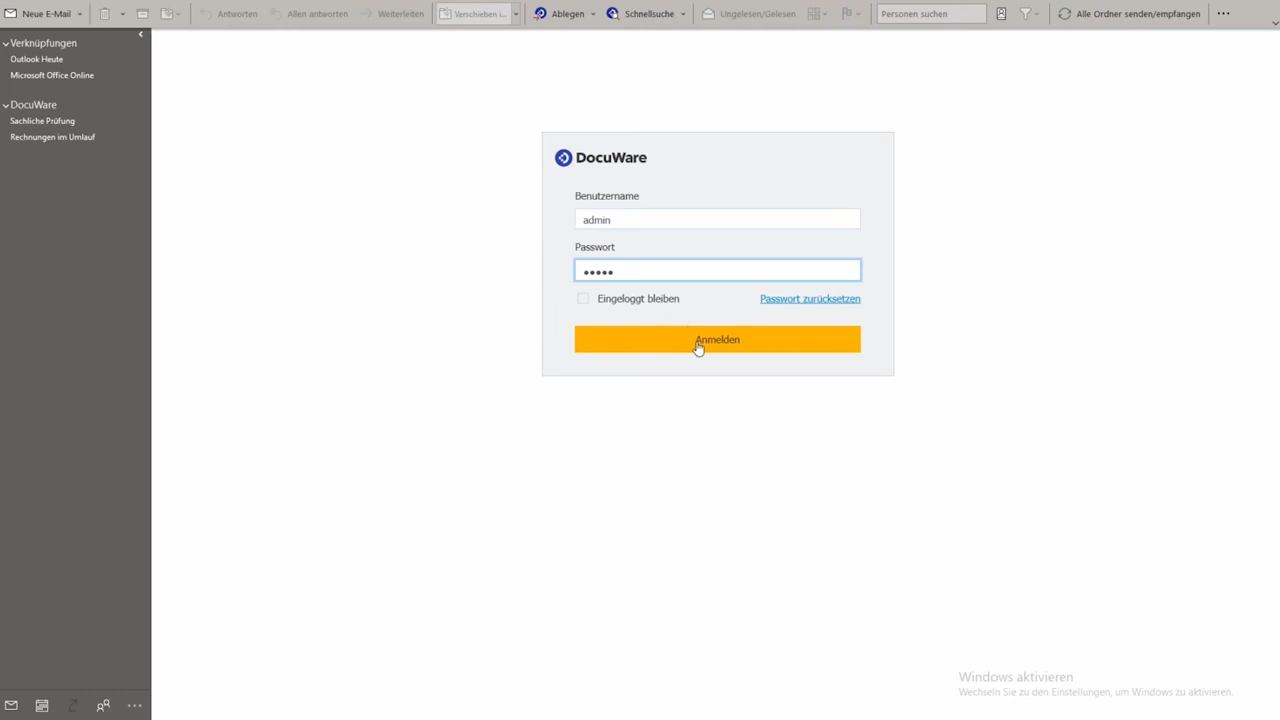 Neue E-Mail
Antworten
Allen antworten
Weiterleiten
Verschieben i...
Ablegen
Schnellsuche
Ungelesen/Gelesen
Personen suchen
Alle Ordner senden/empfangen
Verknüpfungen
Outlook Heute
Microsoft Office Online
DocuWare
Sachliche Prüfung
Rechnungen im Umlauf
DocuWare
Benutzername
admin
Passwort
•••••
Eingeloggt bleiben
Passwort zurücksetzen
Anmelden
Windows aktivieren
Wechseln Sie zu den Einstellungen, um Windows zu aktivieren.